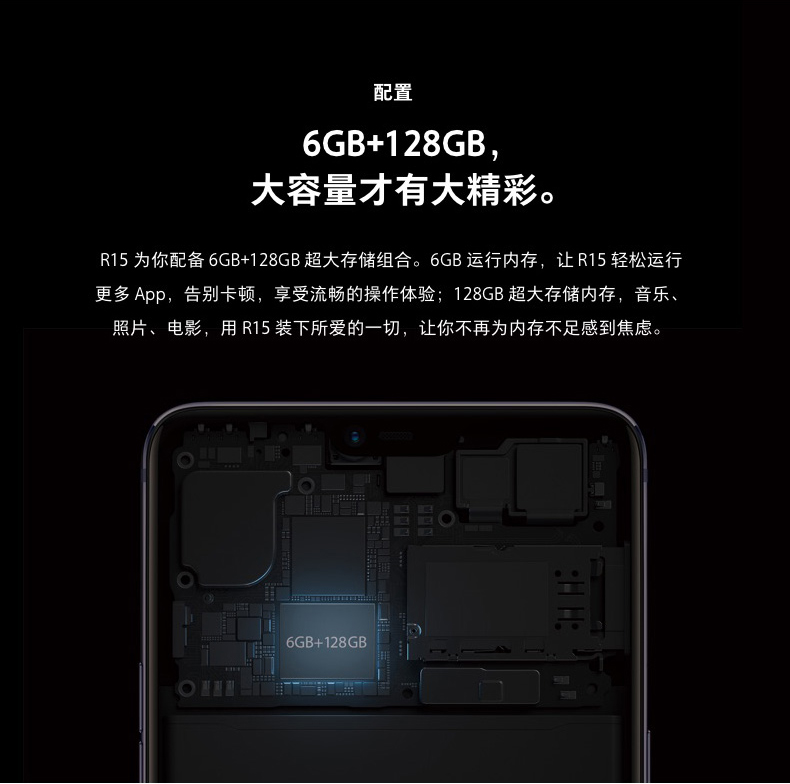 配置
6GB+128GB，
大容量才有大精彩。
R15 为你配备 6GB+128GB 超大存储组合。6GB 运行内存，让 R15 轻松运行
更多 App，告别卡顿，享受流畅的操作体验；128GB 超大存储内存，音乐、
照片、电影，用 R15 装下所爱的一切，让你不再为内存不足感到焦虑。
6GB+128GB